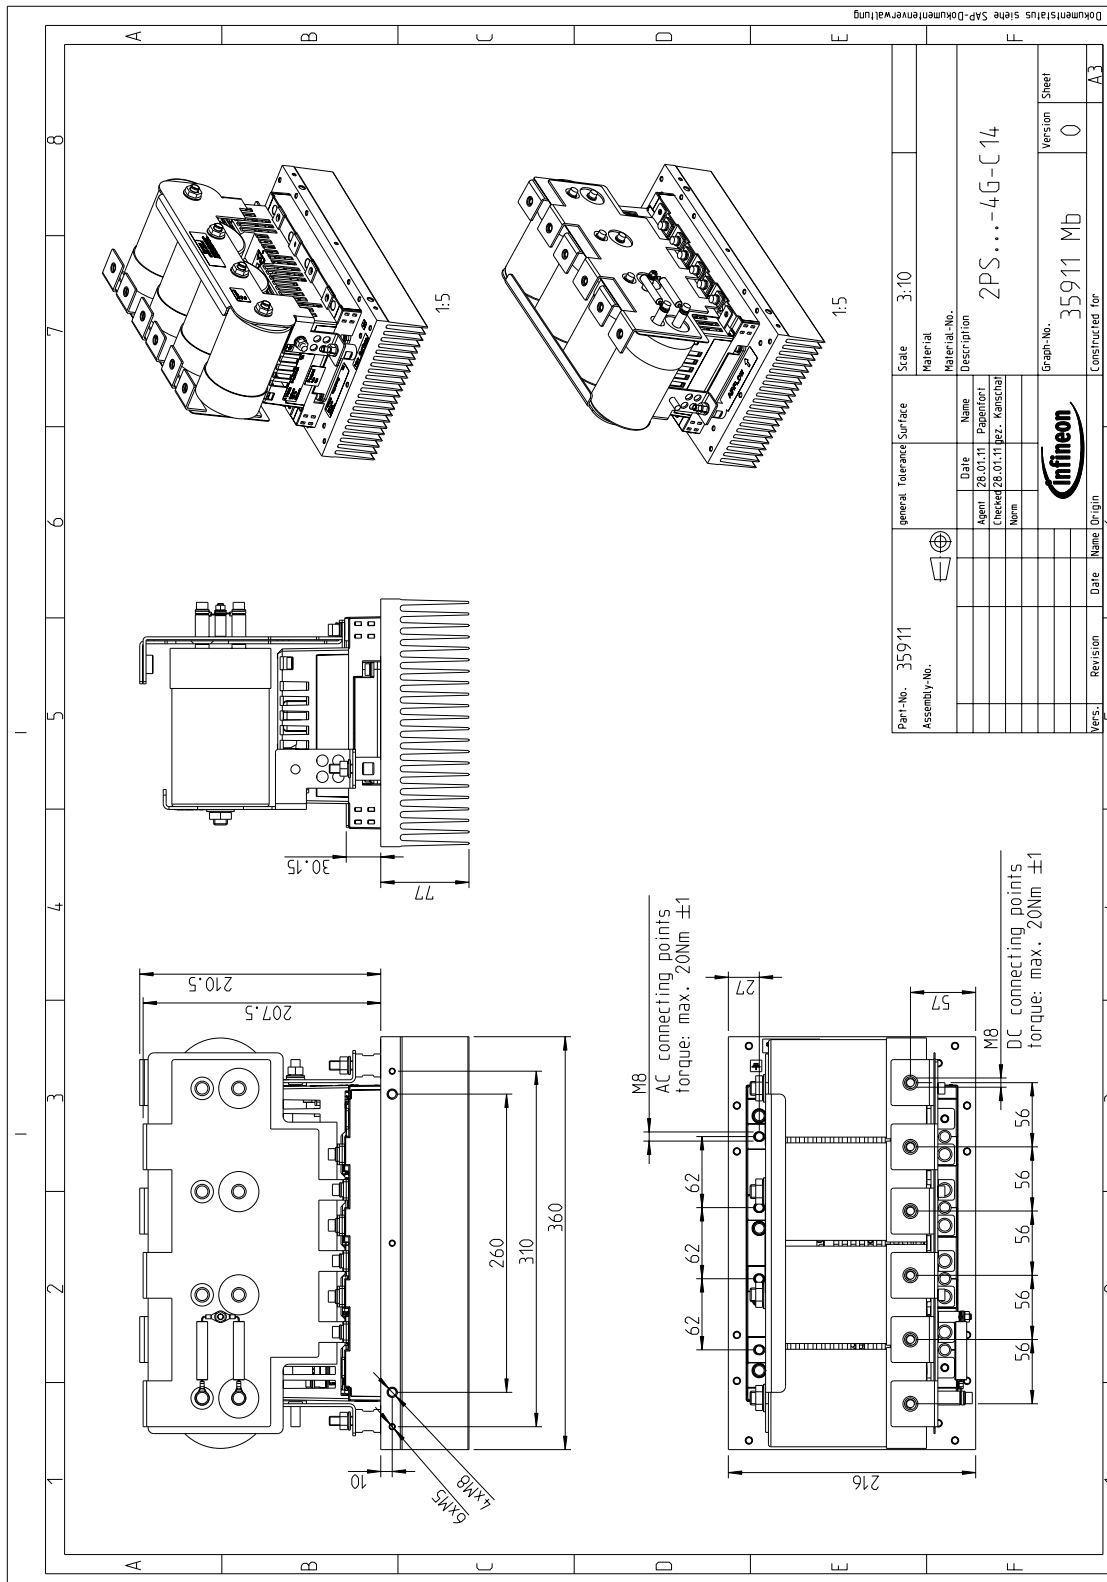 Dokumentstatus siehe SAP-Dokumentenverwaltung
A
B
C
D
E
F
8
7
6
5
4
3
2
1
1:5
1:5
30.15
77
210.5
207.5
260
310
360
10
6xM5
4xM8
M8
AC connecting points
torque: max. 20Nm ±1
27
62
62
62
57
M8
DC connecting points
torque: max. 20Nm ±1
56
56
56
56
56
216
Part-No. 35911
Assembly-No.
general Tolerance
Surface
Scale 3:10
Material
Material-No.
Date
Name
Description
Agent 28.01.11 Papenfort
Checked 28.01.11 gez. Kanschat
Norm
2PS...-4G-C14
infineon
Graph-No.
35911 Mb
Version
0
Sheet
Vers.
Revision
Date
Name
Origin
Constructed for
A3
A
B
C
D
E
F
1